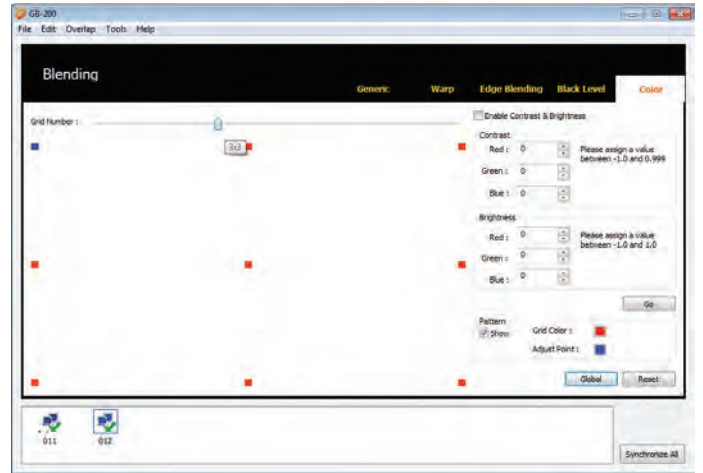 GB-200
File Edit Overlap Tools Help
Blending
Generic Warp Edge Blending Black Level Color
Grid Number :
3x3
Enable Contrast & Brightness
Contrast
Red : 0
Please assign a value
between -1.0 and 0.999
Green : 0
Blue : 0
Brightness
Red : 0
Please assign a value
between -1.0 and 1.0
Green : 0
Blue : 0
Go
Pattern
Show
Grid Color :
Adjust Point :
Global Reset
011 012
Synchronize All